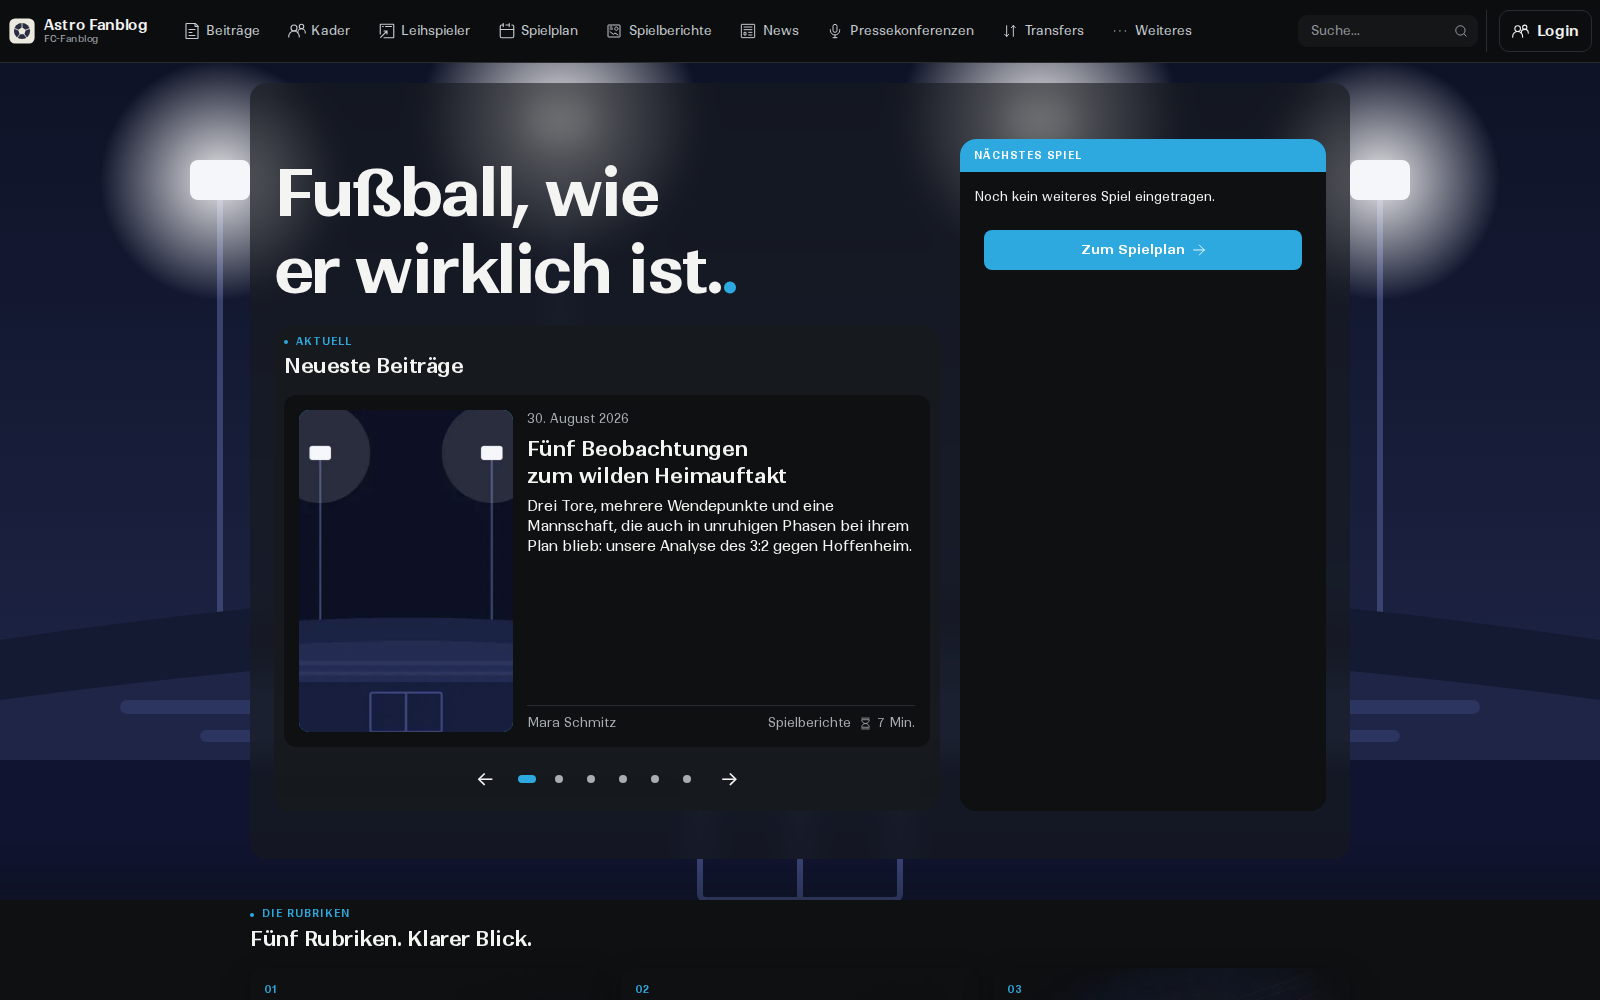 Astro Fanblog
FC-Fanblog
Beiträge
Kader
Leihspieler
Spielplan
Spielberichte
News
Pressekonferenzen
Transfers
Weiteres
Suche...
Login
Fußball, wie
er wirklich ist..
NÄCHSTES SPIEL
Noch kein weiteres Spiel eingetragen.
Zum Spielplan →
AKTUELL
Neueste Beiträge
30. August 2026
Fünf Beobachtungen
zum wilden Heimauftakt
Drei Tore, mehrere Wendepunkte und eine
Mannschaft, die auch in unruhigen Phasen bei ihrem
Plan blieb: unsere Analyse des 3:2 gegen Hoffenheim.
Mara Schmitz
Spielberichte 7 Min.
DIE RUBRIKEN
Fünf Rubriken. Klarer Blick.
01
02
03